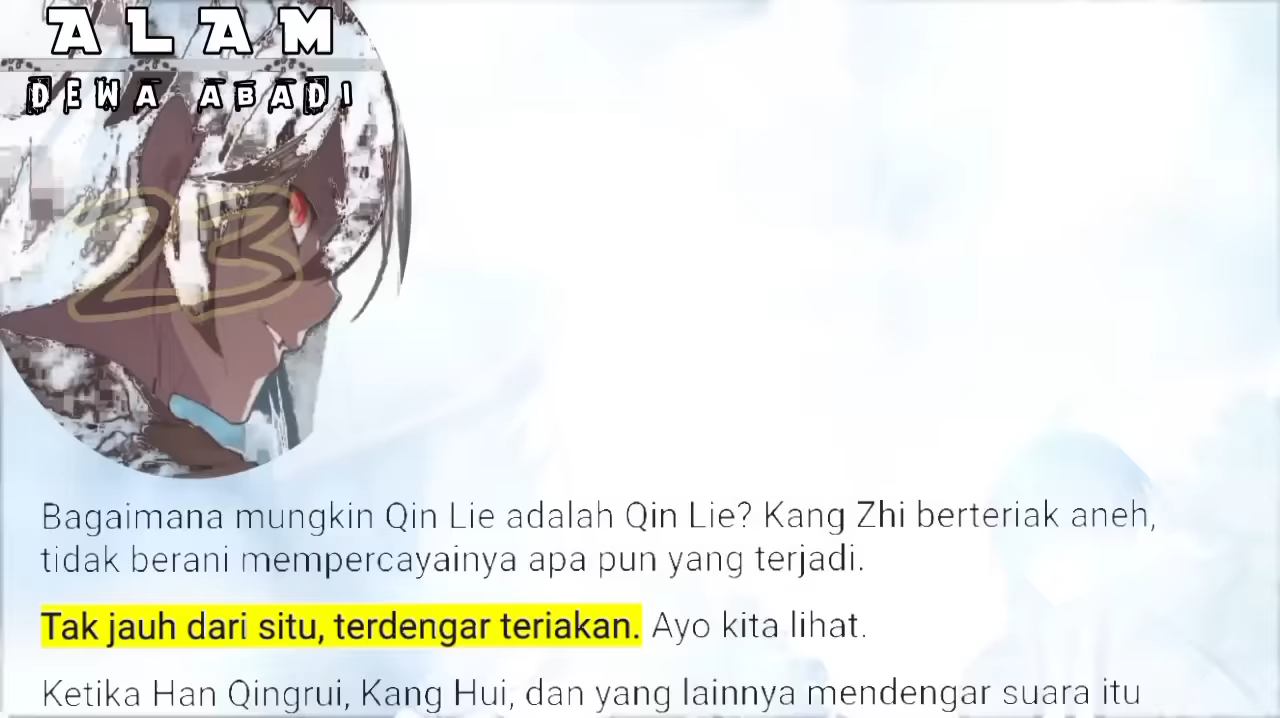 ALAM
DEWA ABADI
23
Bagaimana mungkin Qin Lie adalah Qin Lie? Kang Zhi berteriak aneh,
tidak berani mempercayainya apa pun yang terjadi.
Tak jauh dari situ, terdengar teriakan. Ayo kita lihat.
Ketika Han Qingrui, Kang Hui, dan yang lainnya mendengar suara itu